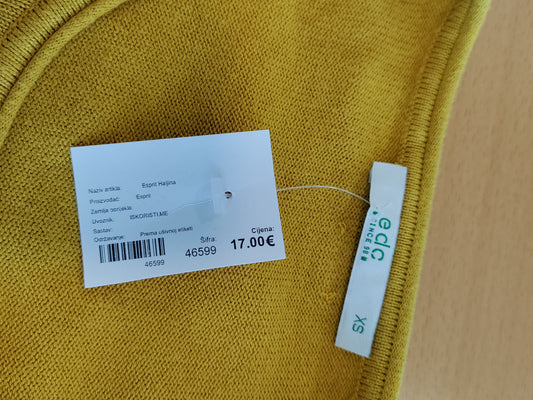 Naziv artikla: Esprit Haljina
Proizvođač: Esprit
Zemlja porijekla:
Uvoznik: ISKORISTI.ME
Sastav:
Održavanje: Prema ušivnoj etiketi
46599
Šifra:
46599
Cijena:
17.00€
edc
SINCE 98
XS